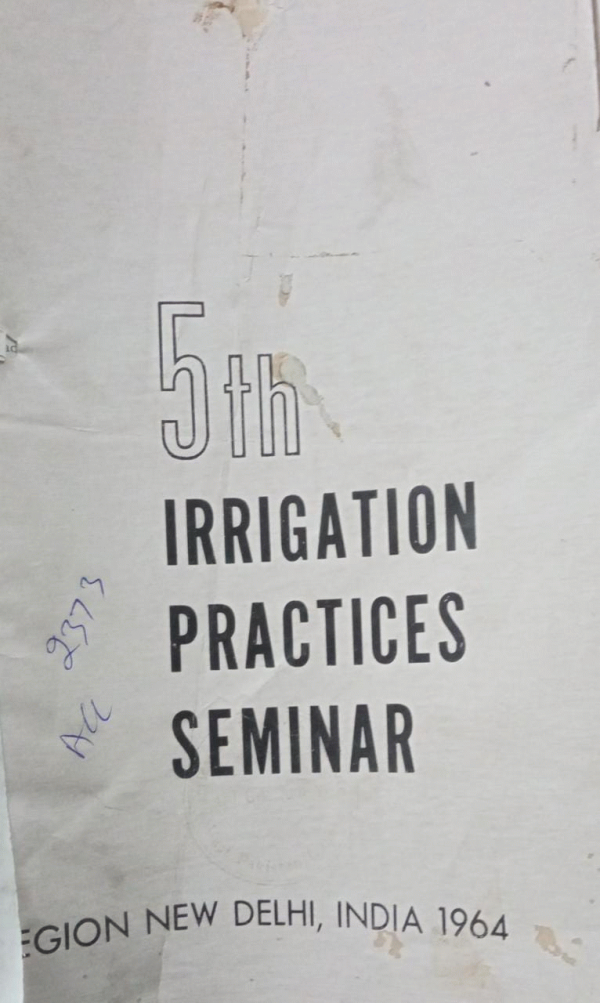 5th
IRRIGATION
PRACTICES
SEMINAR
Acc 2373
EGION NEW DELHI, INDIA 1964